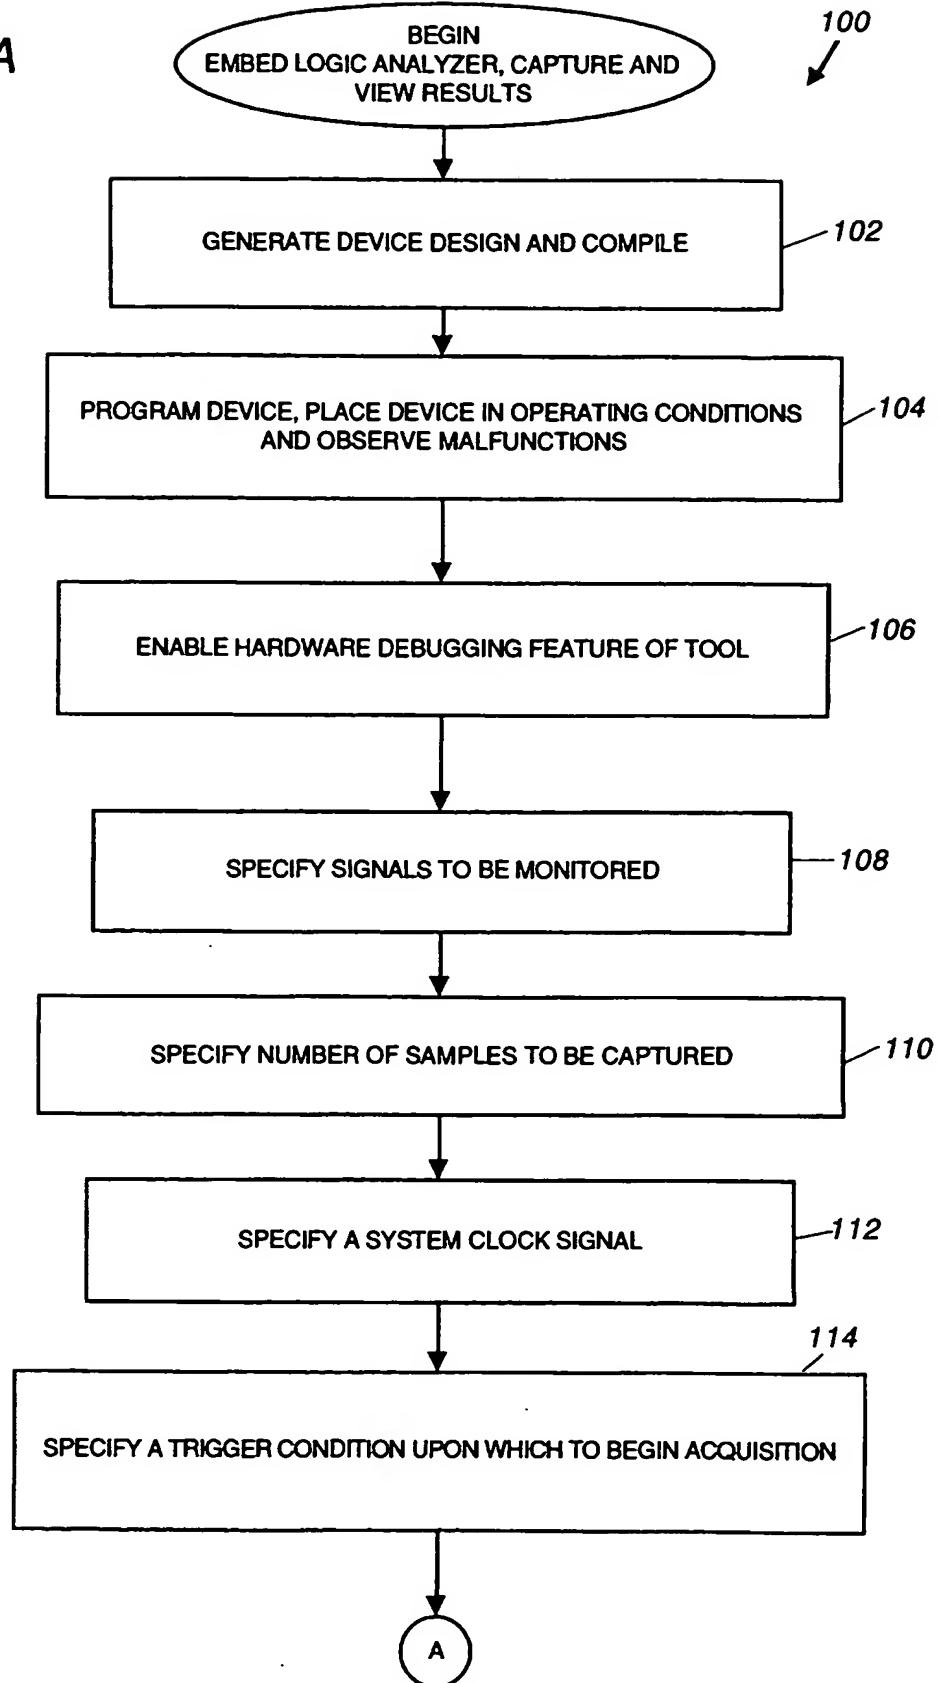 A
100
BEGIN
EMBED LOGIC ANALYZER, CAPTURE AND
VIEW RESULTS
GENERATE DEVICE DESIGN AND COMPILE
102
PROGRAM DEVICE, PLACE DEVICE IN OPERATING CONDITIONS
AND OBSERVE MALFUNCTIONS
104
ENABLE HARDWARE DEBUGGING FEATURE OF TOOL
106
SPECIFY SIGNALS TO BE MONITORED
108
SPECIFY NUMBER OF SAMPLES TO BE CAPTURED
110
SPECIFY A SYSTEM CLOCK SIGNAL
112
114
SPECIFY A TRIGGER CONDITION UPON WHICH TO BEGIN ACQUISITION
A